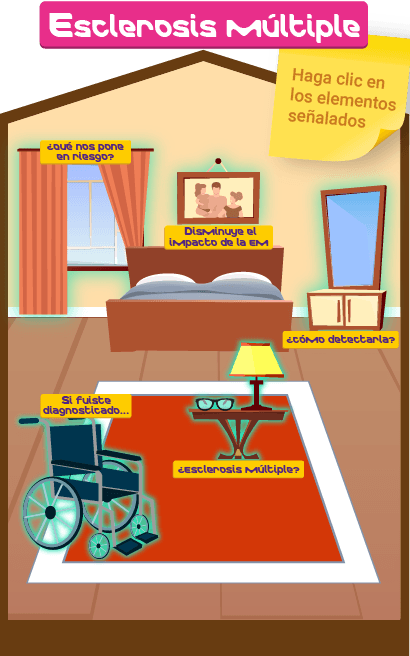 Esclerosis Múltiple
Haga clic en
los elementos
señalados
¿qué nos pone
en riesgo?
Disminuye el
impacto de la EM
¿cómo detectarla?
Si fuiste
diagnosticado...
¿Esclerosis Múltiple?